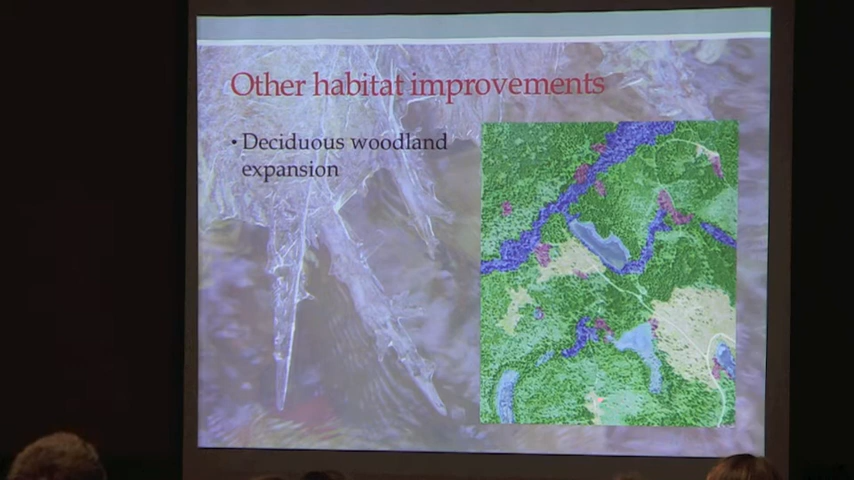 Other habitat improvements
• Deciduous woodland
expansion